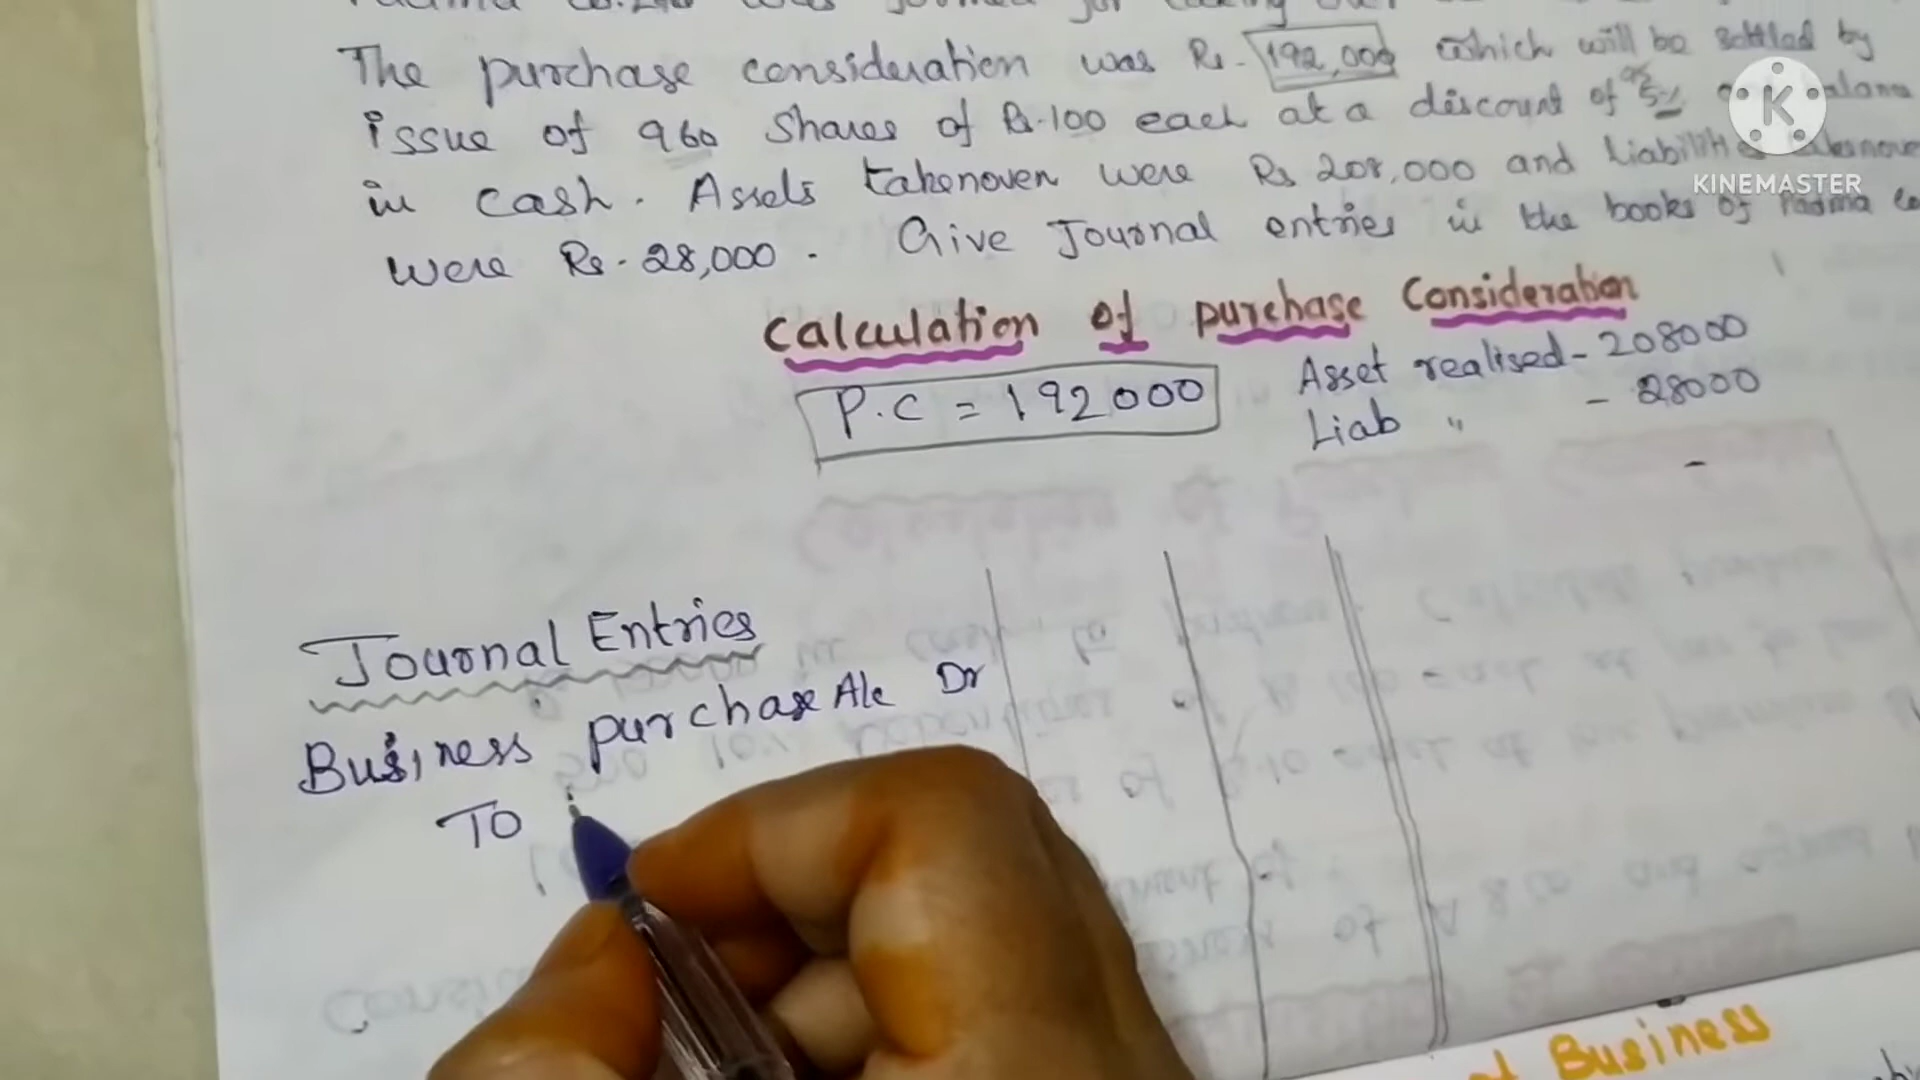 The purchase consideration was Rs. 192,000 which will be settled by
issue of 960 Shares of Rs.100 each at a discount of 5%
in cash. Assets takenover were Rs 208,000 and Liabilities takenover
were Rs. 28,000. Give Journal entries in the books of Padma Co
Calculation of purchase Consideration
P.C = 192000
Asset realised - 208000
Liab " - 28000
Journal Entries
Business purchase A/c Dr
TO
of Business
K
KINEMASTER